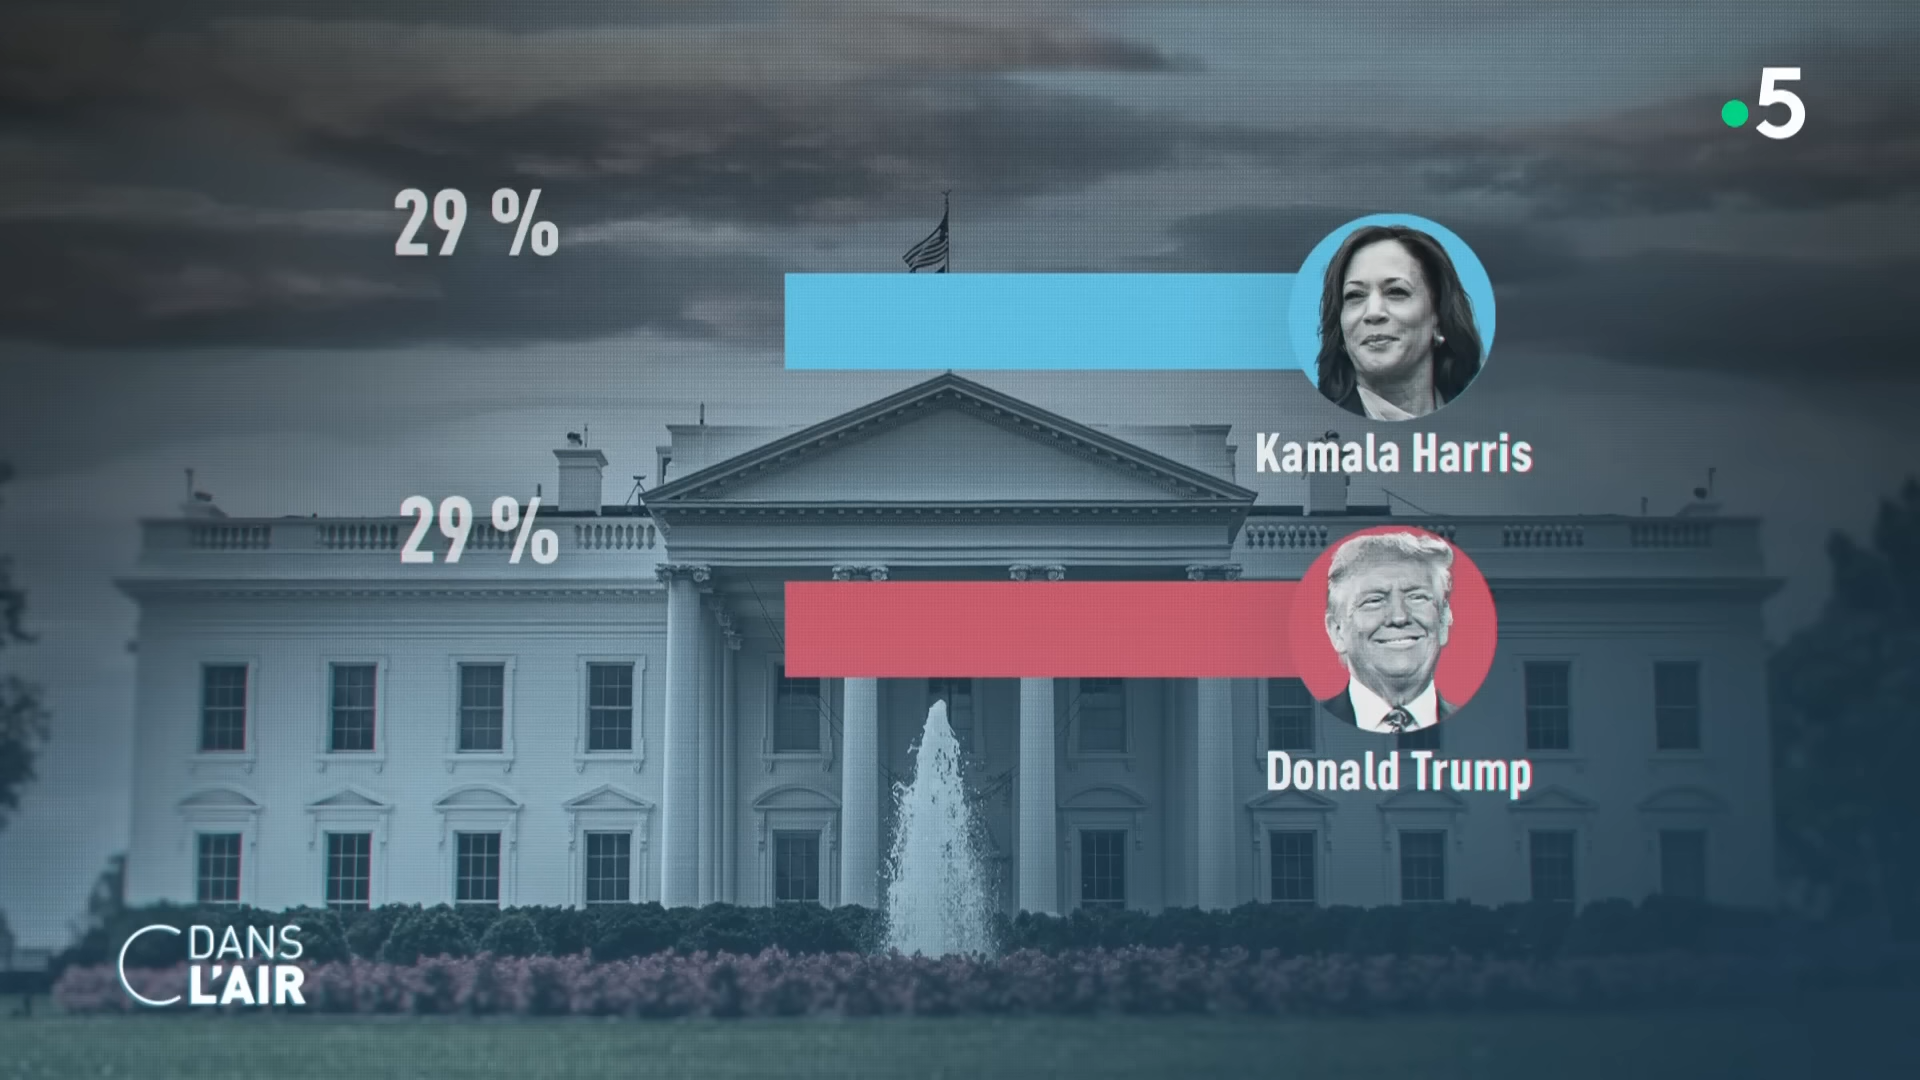 5
29 %
Kamala Harris
29 %
Donald Trump
C DANS
L'AIR